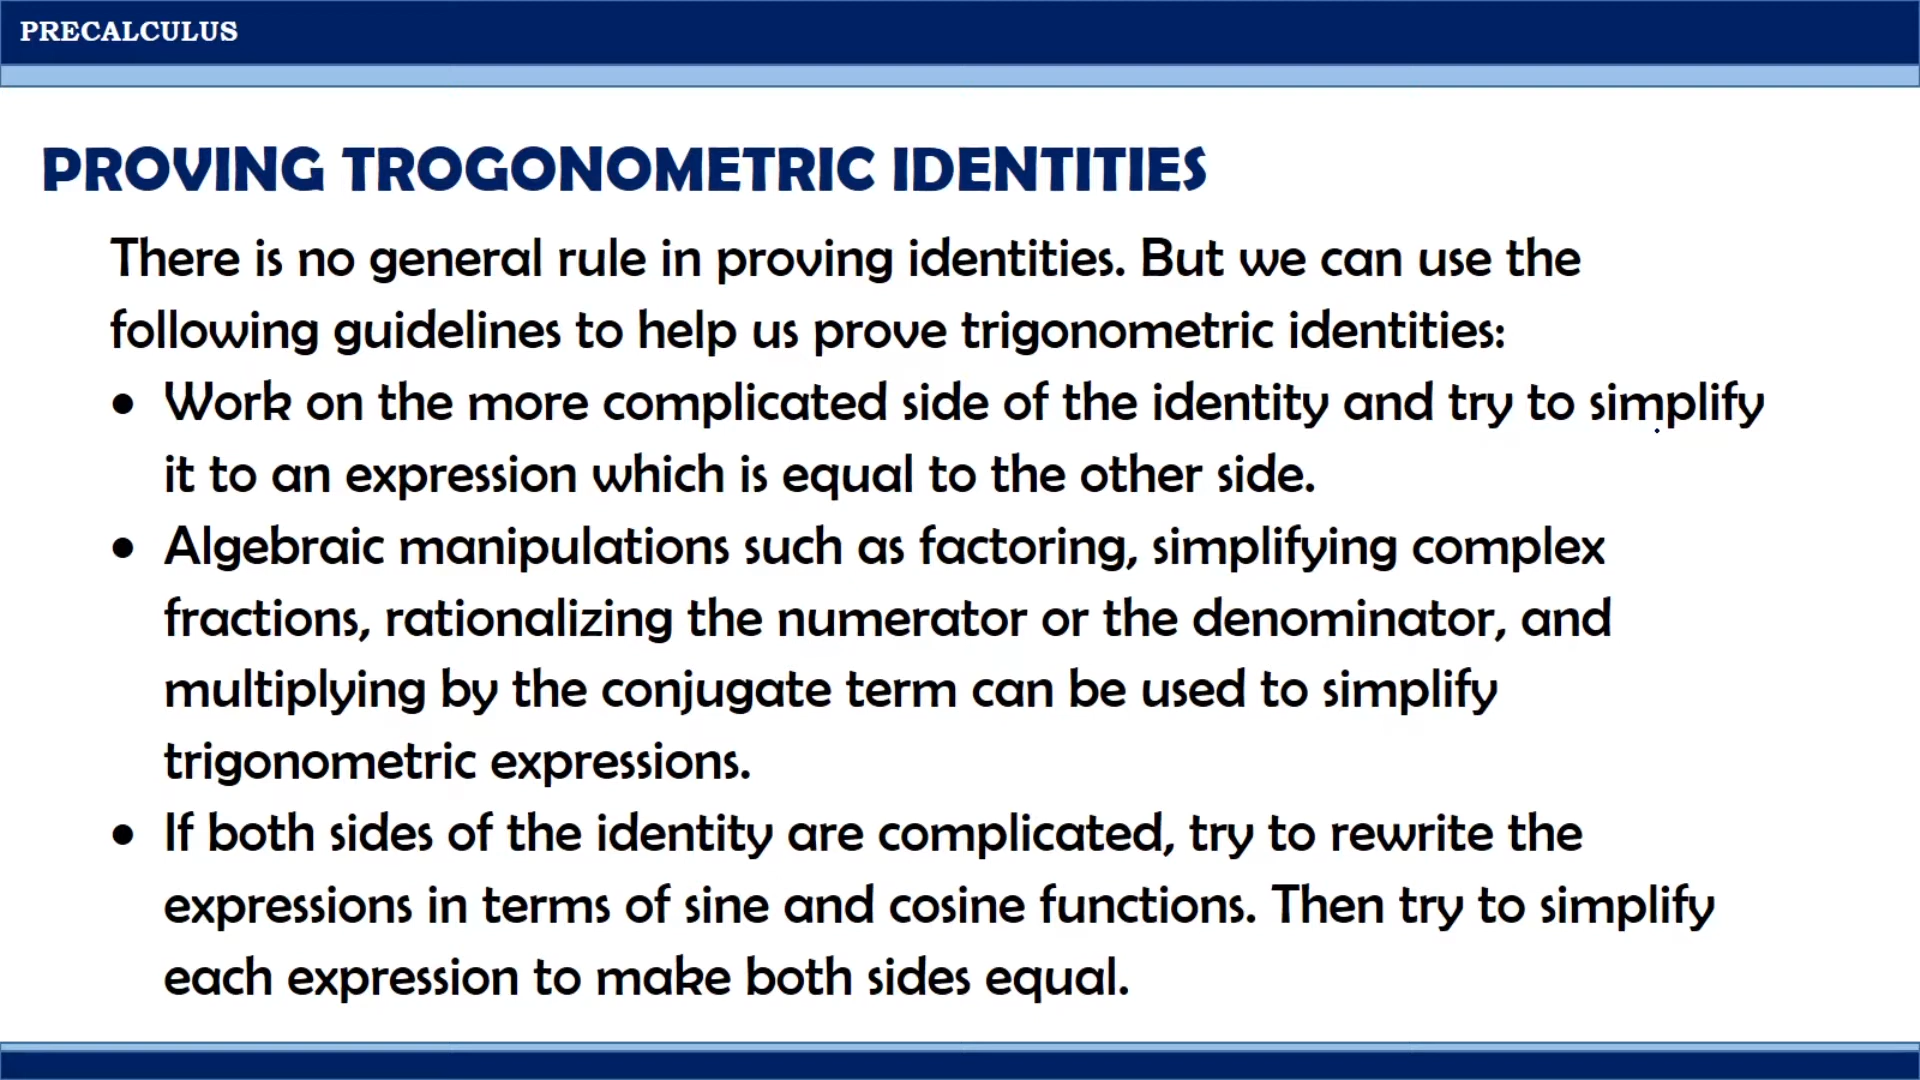 PRECALCULUS
PROVING TROGONOMETRIC IDENTITIES
There is no general rule in proving identities. But we can use the
following guidelines to help us prove trigonometric identities:
• Work on the more complicated side of the identity and try to simplify
it to an expression which is equal to the other side.
• Algebraic manipulations such as factoring, simplifying complex
fractions, rationalizing the numerator or the denominator, and
multiplying by the conjugate term can be used to simplify
trigonometric expressions.
• If both sides of the identity are complicated, try to rewrite the
expressions in terms of sine and cosine functions. Then try to simplify
each expression to make both sides equal.